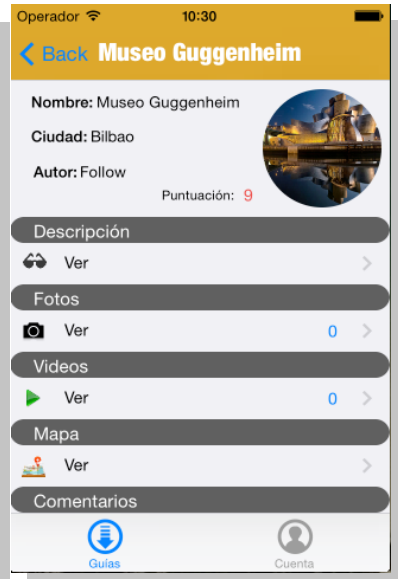 Operador 10:30
Back Museo Guggenheim
Nombre: Museo Guggenheim
Ciudad: Bilbao
Autor: Follow
Puntuación: 9
Descripción
Ver
Fotos
Ver 0
Videos
Ver 0
Mapa
Ver
Comentarios
Guías Cuenta